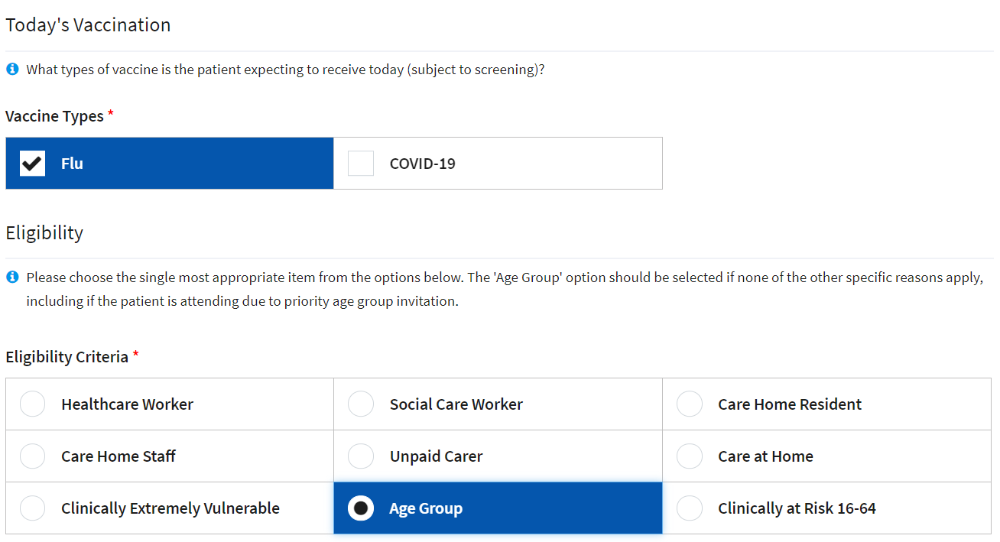 Today's Vaccination
What types of vaccine is the patient expecting to receive today (subject to screening)?
Vaccine Types *
Flu
COVID-19
Eligibility
Please choose the single most appropriate item from the options below. The 'Age Group' option should be selected if none of the other specific reasons apply,
including if the patient is attending due to priority age group invitation.
Eligibility Criteria *
Healthcare Worker
Social Care Worker
Care Home Resident
Care Home Staff
Unpaid Carer
Care at Home
Clinically Extremely Vulnerable
Age Group
Clinically at Risk 16-64